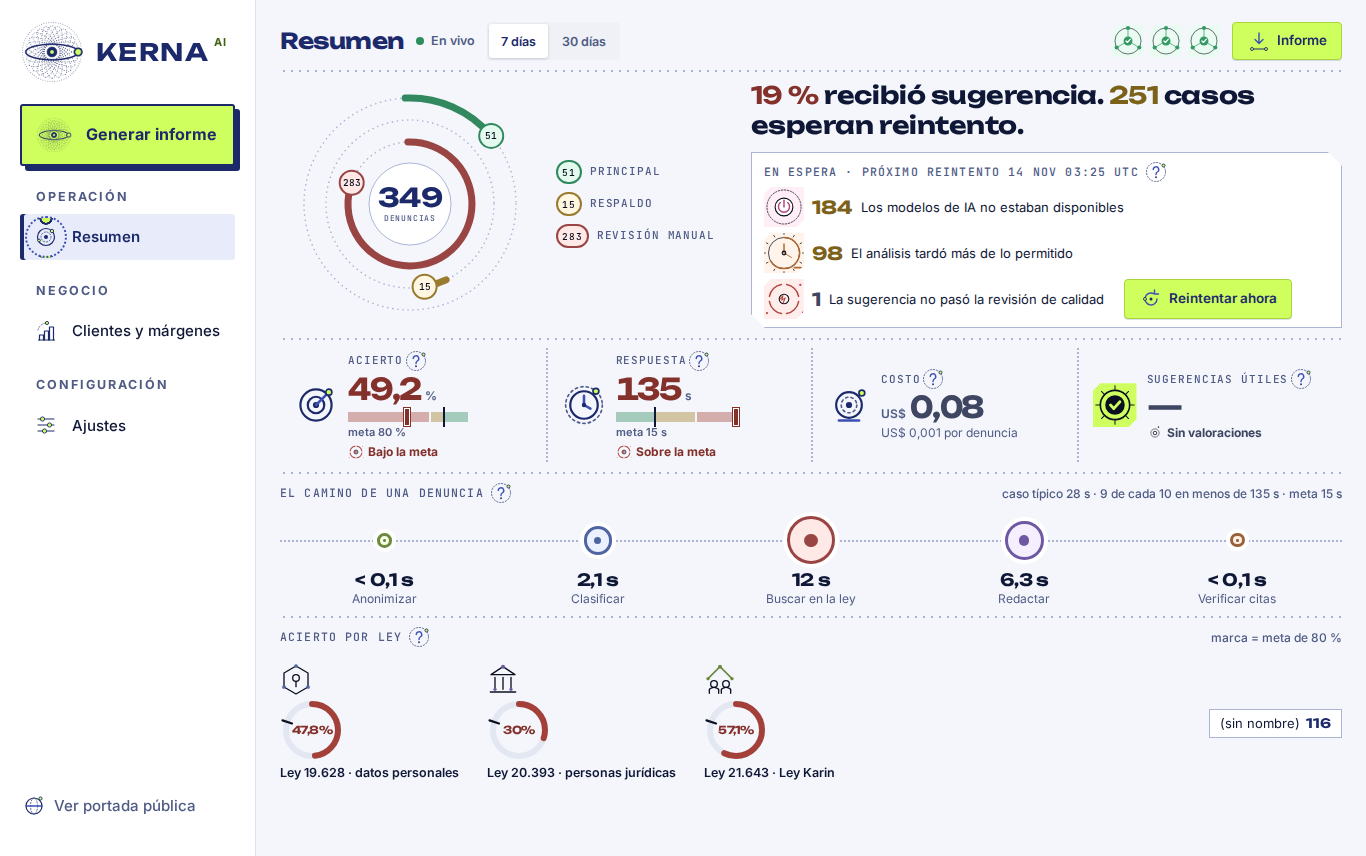 KERNA AI
Generar informe
OPERACIÓN
Resumen
NEGOCIO
Clientes y márgenes
CONFIGURACIÓN
Ajustes
Ver portada pública
Resumen
En vivo
7 días
30 días
Informe
51
283
349
DENUNCIAS
15
51 PRINCIPAL
15 RESPALDO
283 REVISIÓN MANUAL
19 % recibió sugerencia. 251 casos
esperan reintento.
EN ESPERA · PRÓXIMO REINTENTO 14 NOV 03:25 UTC ?
184 Los modelos de IA no estaban disponibles
98 El análisis tardó más de lo permitido
1 La sugerencia no pasó la revisión de calidad
Reintentar ahora
ACIERTO ?
49,2 %
meta 80 %
Bajo la meta
RESPUESTA ?
135 s
meta 15 s
Sobre la meta
COSTO ?
US$ 0,08
US$ 0,001 por denuncia
SUGERENCIAS ÚTILES ?
—
Sin valoraciones
EL CAMINO DE UNA DENUNCIA ?
caso típico 28 s · 9 de cada 10 en menos de 135 s · meta 15 s
< 0,1 s
Anonimizar
2,1 s
Clasificar
12 s
Buscar en la ley
6,3 s
Redactar
< 0,1 s
Verificar citas
ACIERTO POR LEY ?
marca = meta de 80 %
47,8%
Ley 19.628 · datos personales
30%
Ley 20.393 · personas jurídicas
57,1%
Ley 21.643 · Ley Karin
(sin nombre) 116